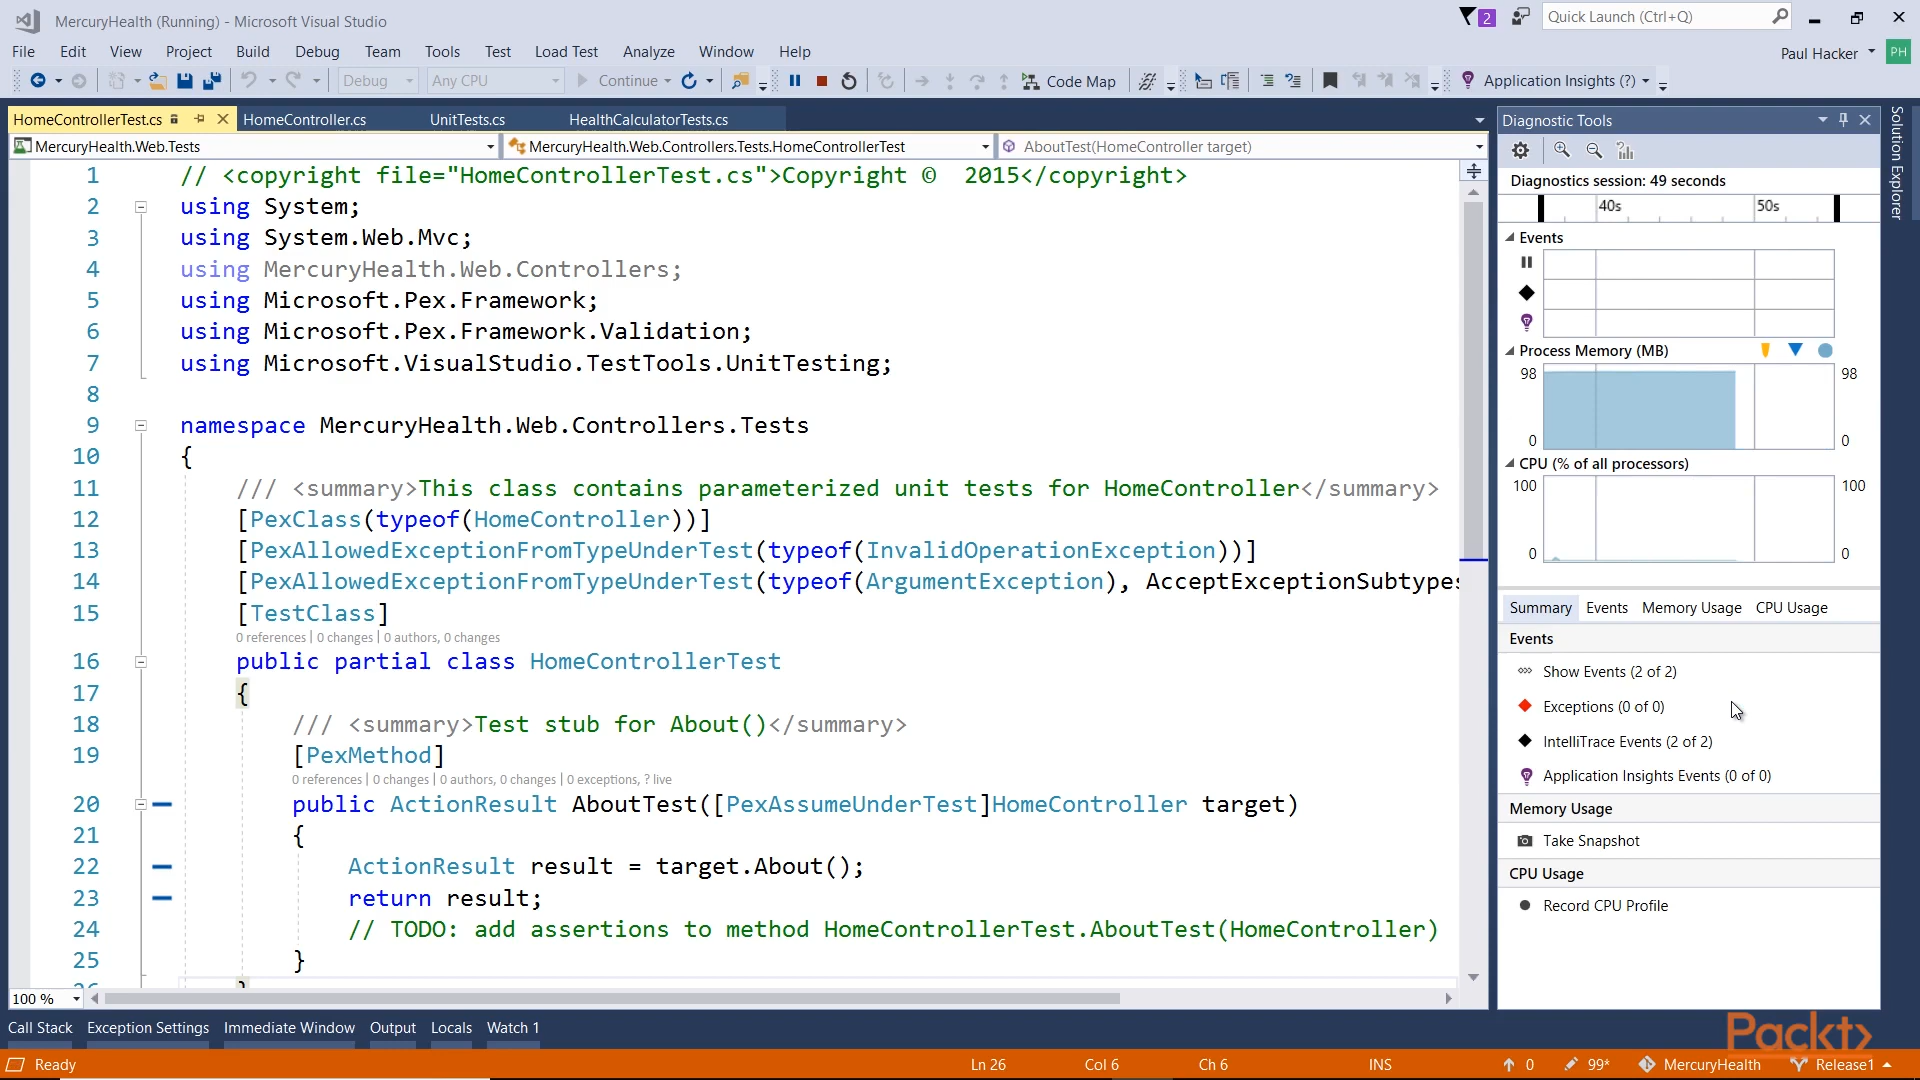 MercuryHealth (Running) - Microsoft Visual Studio
2
Quick Launch (Ctrl+Q)
File Edit View Project Build Debug Team Tools Test Load Test Analyze Window Help
Paul Hacker PH
Debug Any CPU Continue Code Map Application Insights (?)
HomeControllerTest.cs HomeController.cs UnitTests.cs HealthCalculatorTests.cs
MercuryHealth.Web.Tests MercuryHealth.Web.Controllers.Tests.HomeControllerTest AboutTest(HomeController target)
1 // <copyright file="HomeControllerTest.cs">Copyright ©  2015</copyright>
2 using System;
3 using System.Web.Mvc;
4 using MercuryHealth.Web.Controllers;
5 using Microsoft.Pex.Framework;
6 using Microsoft.Pex.Framework.Validation;
7 using Microsoft.VisualStudio.TestTools.UnitTesting;
8
9 namespace MercuryHealth.Web.Controllers.Tests
10 {
11 /// <summary>This class contains parameterized unit tests for HomeController</summary>
12 [PexClass(typeof(HomeController))]
13 [PexAllowedExceptionFromTypeUnderTest(typeof(InvalidOperationException))]
14 [PexAllowedExceptionFromTypeUnderTest(typeof(ArgumentException), AcceptExceptionSubtypes
15 [TestClass]
0 references | 0 changes | 0 authors, 0 changes
16 public partial class HomeControllerTest
17 {
18 /// <summary>Test stub for About()</summary>
19 [PexMethod]
0 references | 0 changes | 0 authors, 0 changes | 0 exceptions, ? live
20 public ActionResult AboutTest([PexAssumeUnderTest]HomeController target)
21 {
22 ActionResult result = target.About();
23 return result;
24 // TODO: add assertions to method HomeControllerTest.AboutTest(HomeController)
25 }
26 }
100 %
Diagnostic Tools
Diagnostics session: 49 seconds
40s 50s
Events
Process Memory (MB)
98 98
0 0
CPU (% of all processors)
100 100
0 0
Summary Events Memory Usage CPU Usage
Events
Show Events (2 of 2)
Exceptions (0 of 0)
IntelliTrace Events (2 of 2)
Application Insights Events (0 of 0)
Memory Usage
Take Snapshot
CPU Usage
Record CPU Profile
Solution Explorer
Packt>
Call Stack Exception Settings Immediate Window Output Locals Watch 1
Ready Ln 26 Col 6 Ch 6 INS 0 99* MercuryHealth Release1